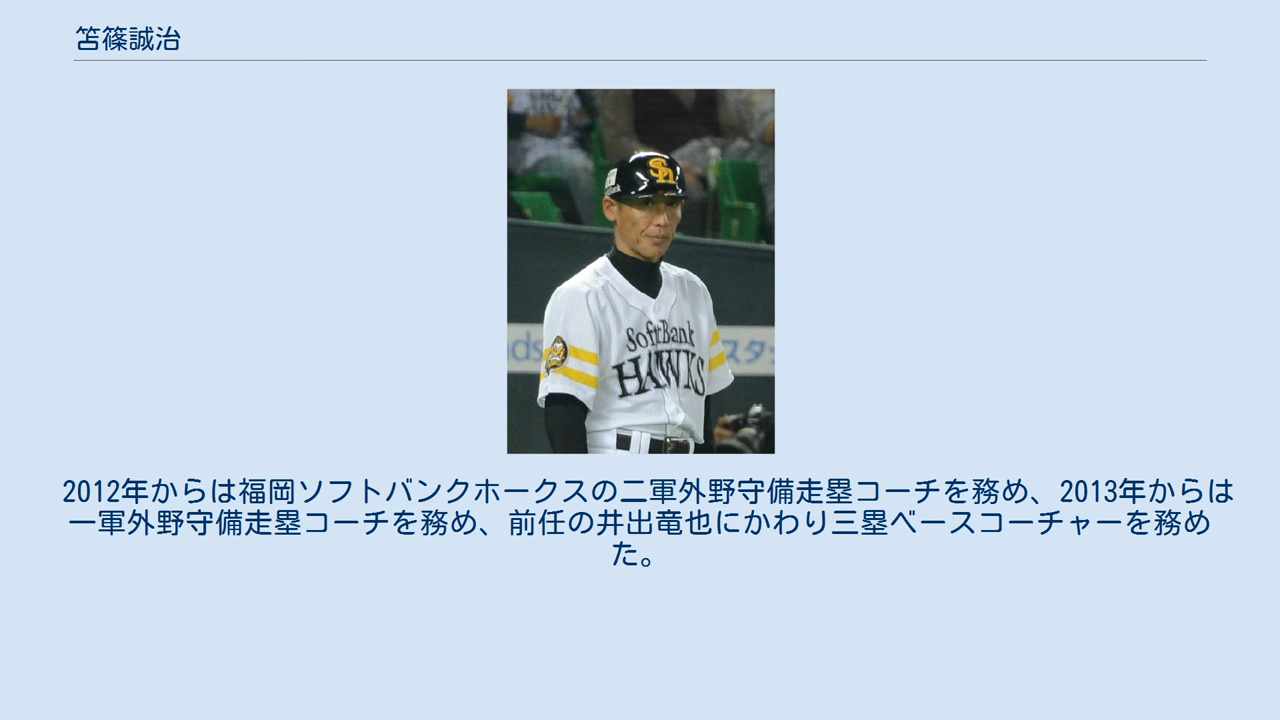 笘篠誠治
SH
SoftBank
HAWKS
スタ
2012年からは福岡ソフトバンクホークスの二軍外野守備走塁コーチを務め、2013年からは
一軍外野守備走塁コーチを務め、前任の井出竜也にかわり三塁ベースコーチャーを務め
た。